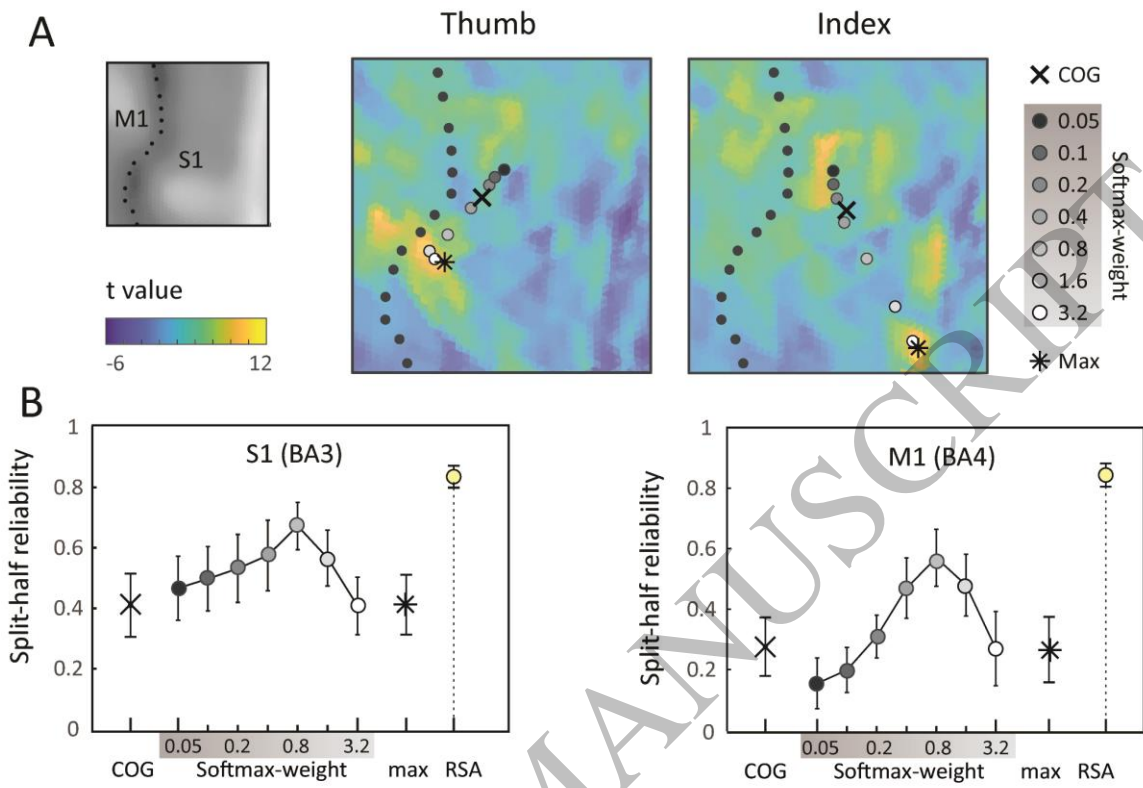 A
Thumb
Index
M1
S1
t value
-6
12
COG
0.05
0.1
0.2
0.4
0.8
1.6
3.2
Softmax-weight
Max
MANUSCRIPT
B
S1 (BA3)
Split-half reliability
1
0.8
0.6
0.4
0.2
0
COG
0.05
0.2
0.8
3.2
Softmax-weight
max
RSA
M1 (BA4)
Split-half reliability
1
0.8
0.6
0.4
0.2
0
COG
0.05
0.2
0.8
3.2
Softmax-weight
max
RSA